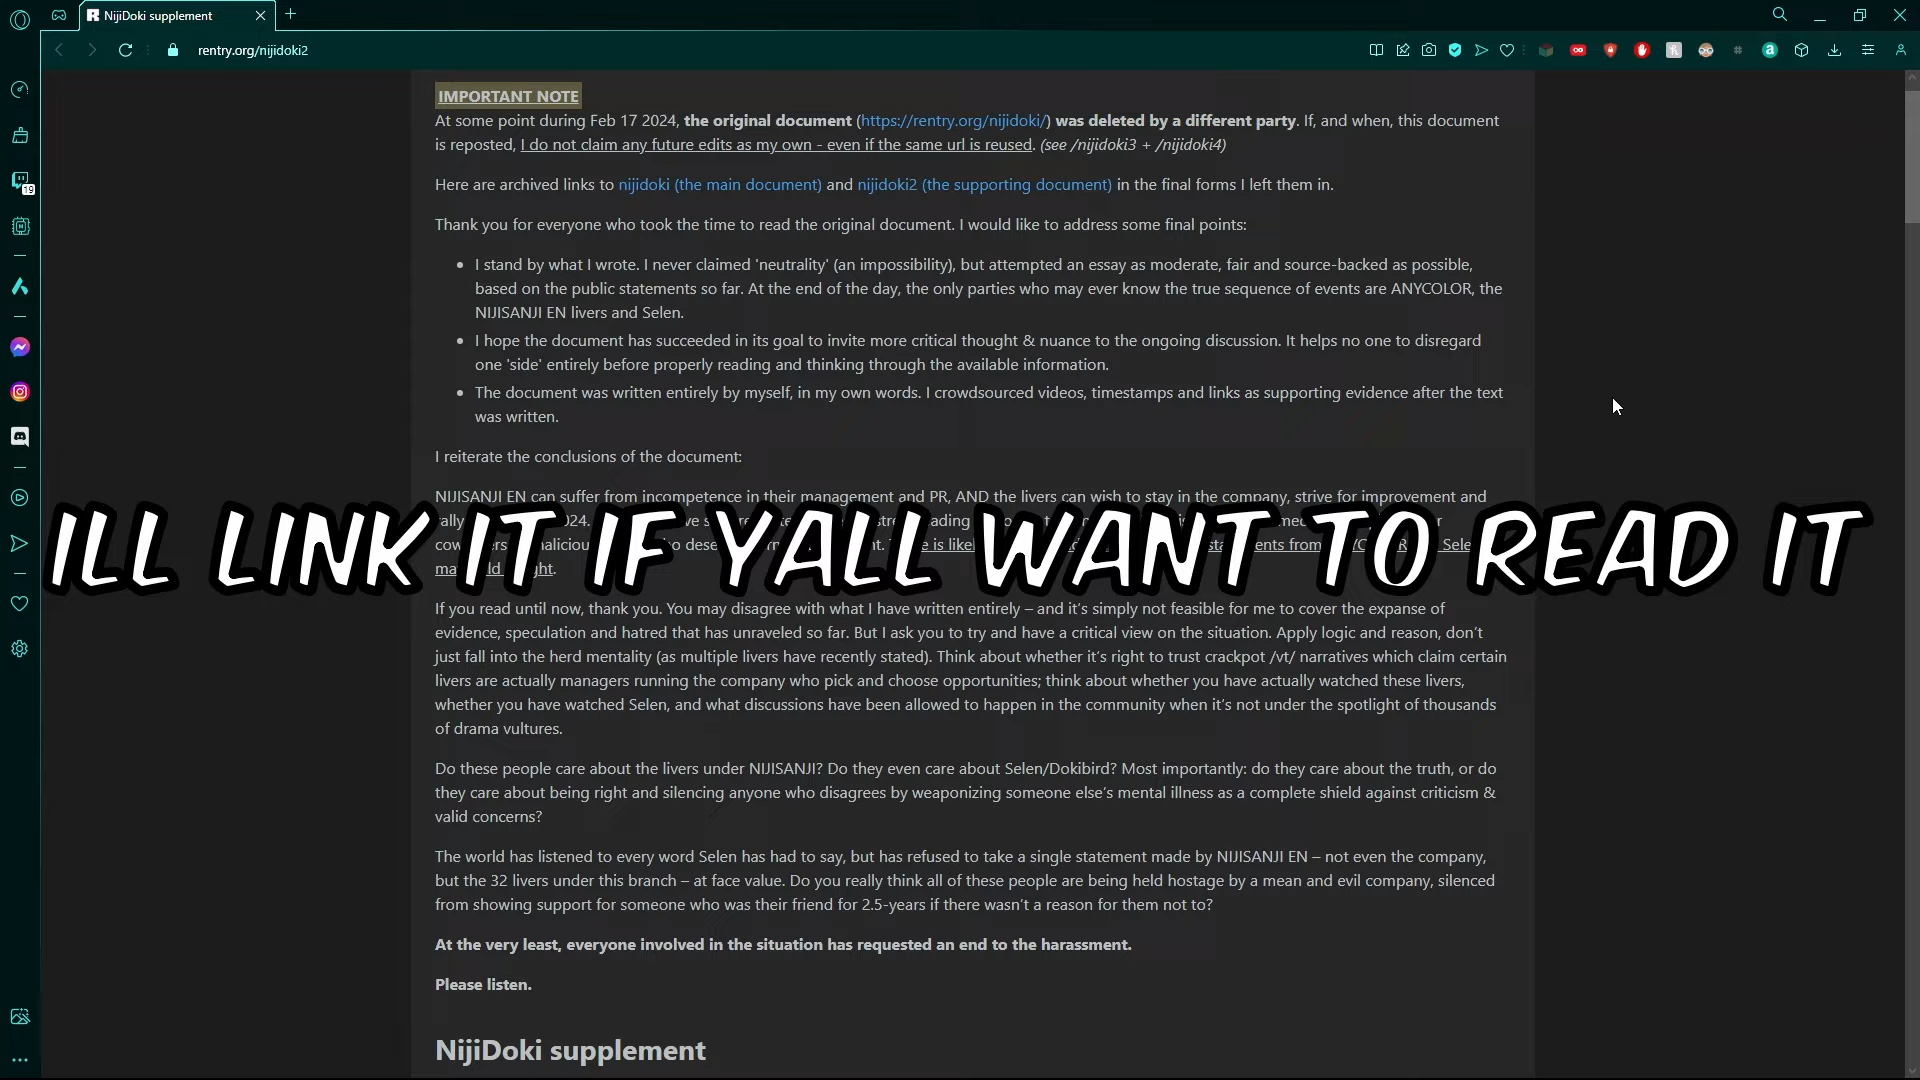 NijiDoki supplement
rentry.org/nijidoki2
19
IMPORTANT NOTE
At some point during Feb 17 2024, the original document (https://rentry.org/nijidoki/) was deleted by a different party. If, and when, this document
is reposted, I do not claim any future edits as my own - even if the same url is reused. (see /nijidoki3 + /nijidoki4)
Here are archived links to nijidoki (the main document) and nijidoki2 (the supporting document) in the final forms I left them in.
Thank you for everyone who took the time to read the original document. I would like to address some final points:
• I stand by what I wrote. I never claimed 'neutrality' (an impossibility), but attempted an essay as moderate, fair and source-backed as possible,
based on the public statements so far. At the end of the day, the only parties who may ever know the true sequence of events are ANYCOLOR, the
NIJISANJI EN livers and Selen.
• I hope the document has succeeded in its goal to invite more critical thought & nuance to the ongoing discussion. It helps no one to disregard
one 'side' entirely before properly reading and thinking through the available information.
• The document was written entirely by myself, in my own words. I crowdsourced videos, timestamps and links as supporting evidence after the text
was written.
I reiterate the conclusions of the document:
NIJISANJI EN can suffer from incompetence in their management and PR, AND the livers can wish to stay in the company, strive for improvement and
ILL LINK IT IF YALL WANT TO READ IT
If you read until now, thank you. You may disagree with what I have written entirely – and it's simply not feasible for me to cover the expanse of
evidence, speculation and hatred that has unraveled so far. But I ask you to try and have a critical view on the situation. Apply logic and reason, don't
just fall into the herd mentality (as multiple livers have recently stated). Think about whether it's right to trust crackpot /vt/ narratives which claim certain
livers are actually managers running the company who pick and choose opportunities; think about whether you have actually watched these livers,
whether you have watched Selen, and what discussions have been allowed to happen in the community when it's not under the spotlight of thousands
of drama vultures.
Do these people care about the livers under NIJISANJI? Do they even care about Selen/Dokibird? Most importantly: do they care about the truth, or do
they care about being right and silencing anyone who disagrees by weaponizing someone else's mental illness as a complete shield against criticism &
valid concerns?
The world has listened to every word Selen has had to say, but has refused to take a single statement made by NIJISANJI EN – not even the company,
but the 32 livers under this branch – at face value. Do you really think all of these people are being held hostage by a mean and evil company, silenced
from showing support for someone who was their friend for 2.5-years if there wasn't a reason for them not to?
At the very least, everyone involved in the situation has requested an end to the harassment.
Please listen.
NijiDoki supplement